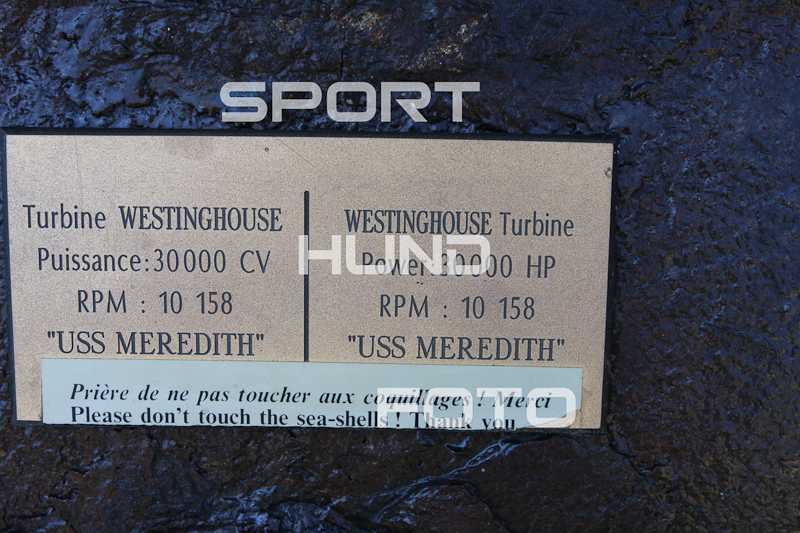 SPORT
Turbine WESTINGHOUSE
Puissance:30000 CV
RPM : 10 158
"USS MEREDITH"
WESTINGHOUSE Turbine
Power:30000 HP
RPM : 10 158
"USS MEREDITH"
HUND
Prière de ne pas toucher aux coquillages ! Merci
Please don't touch the sea-shells ! Thank you
FOTO